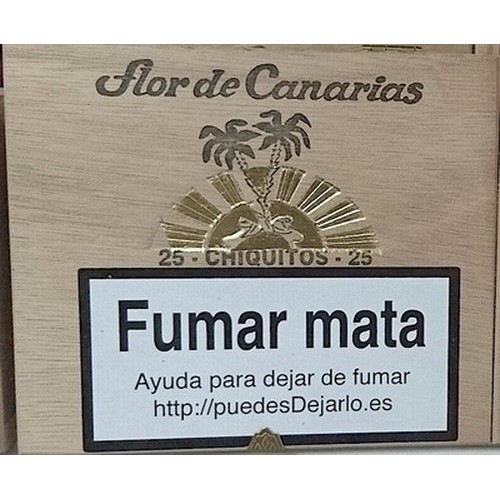 Flor de Canarias
25 - CHIQUITOS - 25
Fumar mata
Ayuda para dejar de fumar
http://puedesDejarlo.es